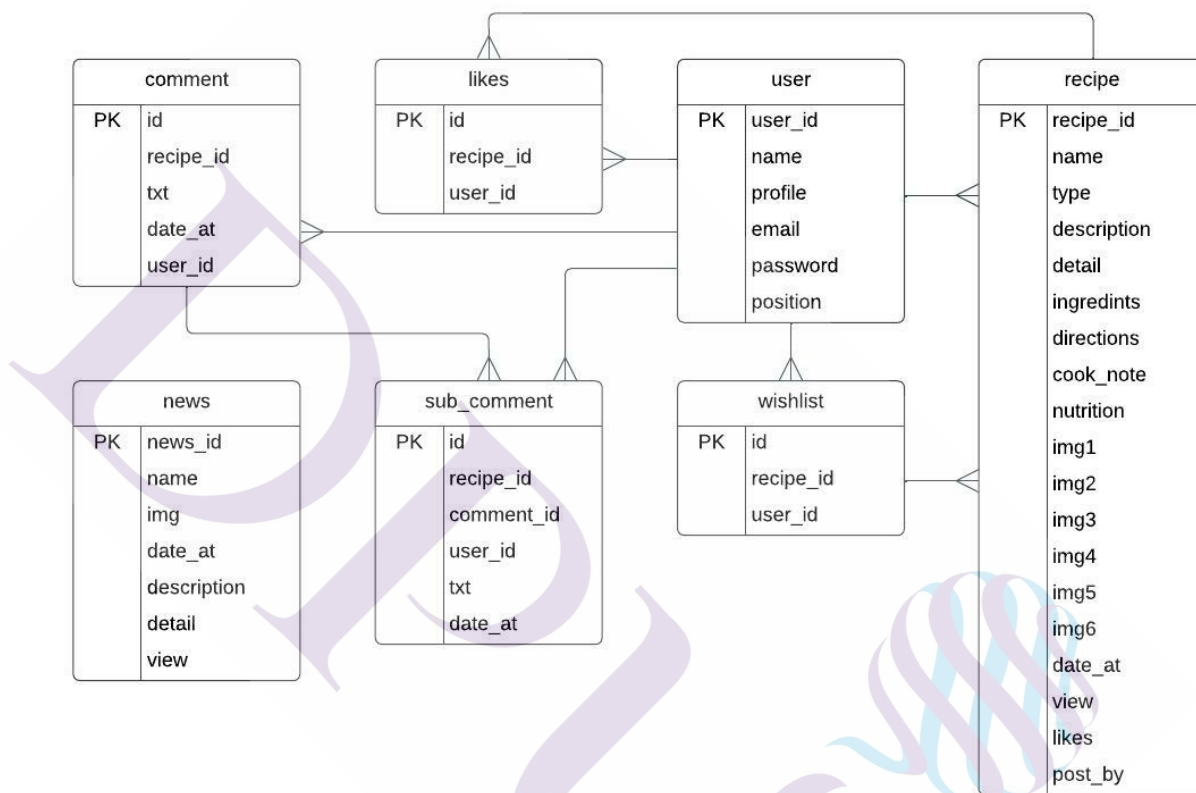 comment
PK id
recipe_id
txt
date_at
user_id
likes
PK id
recipe_id
user_id
user
PK user_id
name
profile
email
password
position
recipe
PK recipe_id
name
type
description
detail
ingredints
directions
cook_note
nutrition
img1
img2
img3
img4
img5
img6
date_at
view
likes
post_by
news
PK news_id
name
img
date_at
description
detail
view
sub_comment
PK id
recipe_id
comment_id
user_id
txt
date_at
wishlist
PK id
recipe_id
user_id